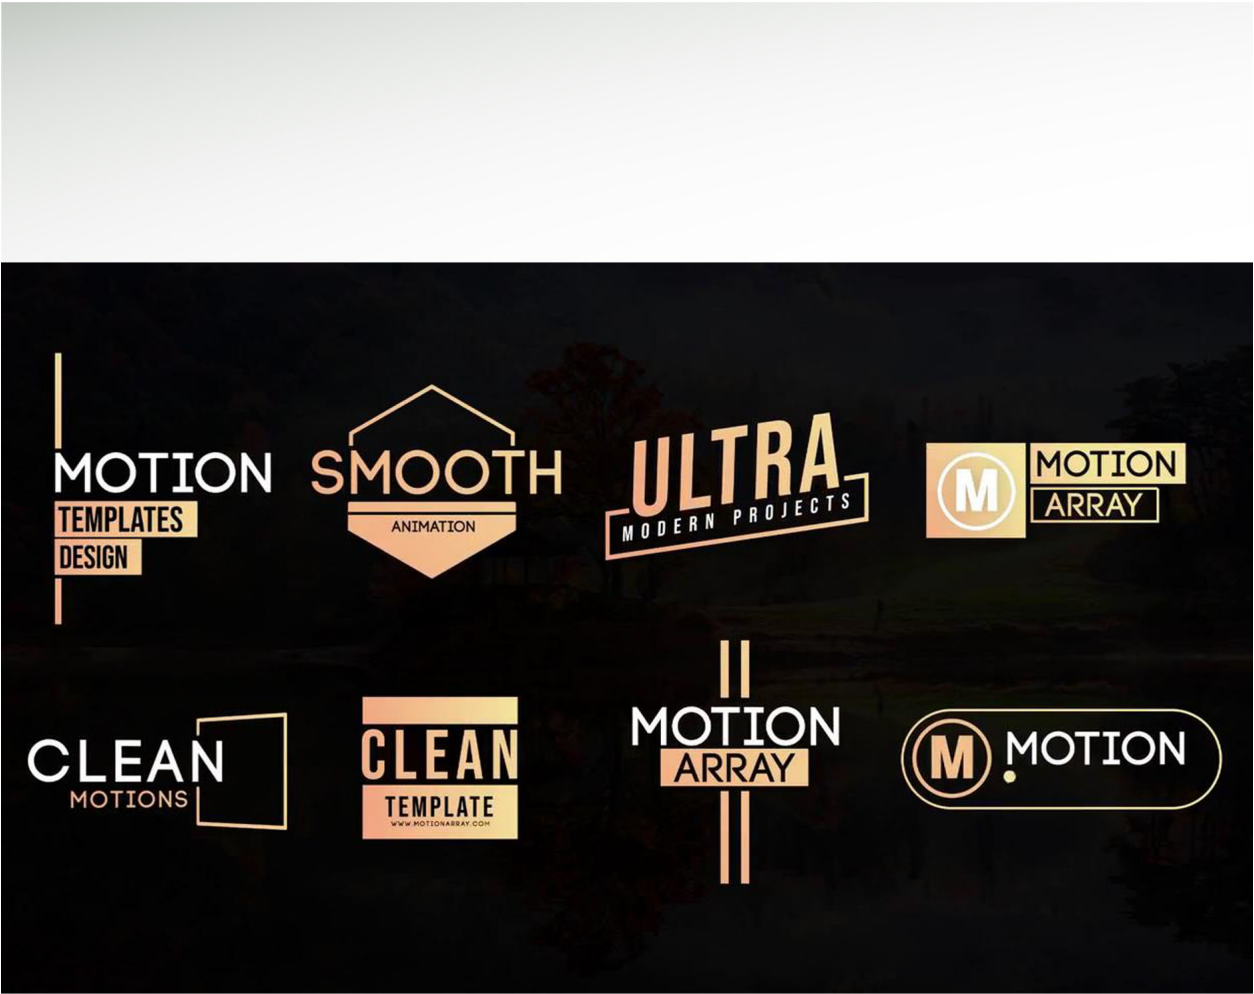 MOTION
TEMPLATES
DESIGN
SMOOTH
ANIMATION
ULTRA
MODERN PROJECTS
M
MOTION
ARRAY
CLEAN
MOTIONS
CLEAN
TEMPLATE
WWW.MOTIONARRAY.COM
MOTION
ARRAY
M
MOTION